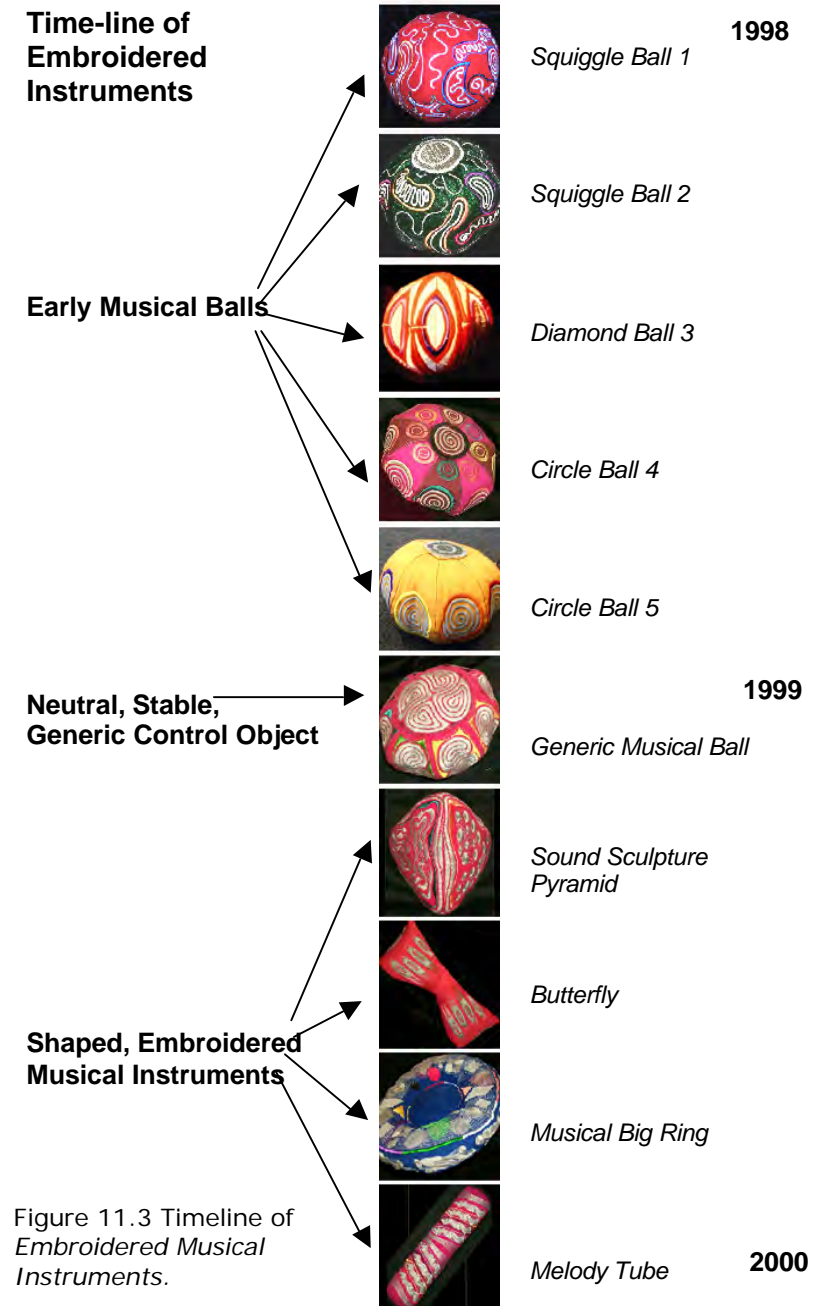 Time-line of
Embroidered
Instruments
1998
Squiggle Ball 1
Squiggle Ball 2
Early Musical Balls
Diamond Ball 3
Circle Ball 4
Circle Ball 5
1999
Neutral, Stable,
Generic Control Object
Generic Musical Ball
Sound Sculpture
Pyramid
Butterfly
Shaped, Embroidered
Musical Instruments
Musical Big Ring
Figure 11.3 Timeline of
Embroidered Musical
Instruments.
Melody Tube
2000